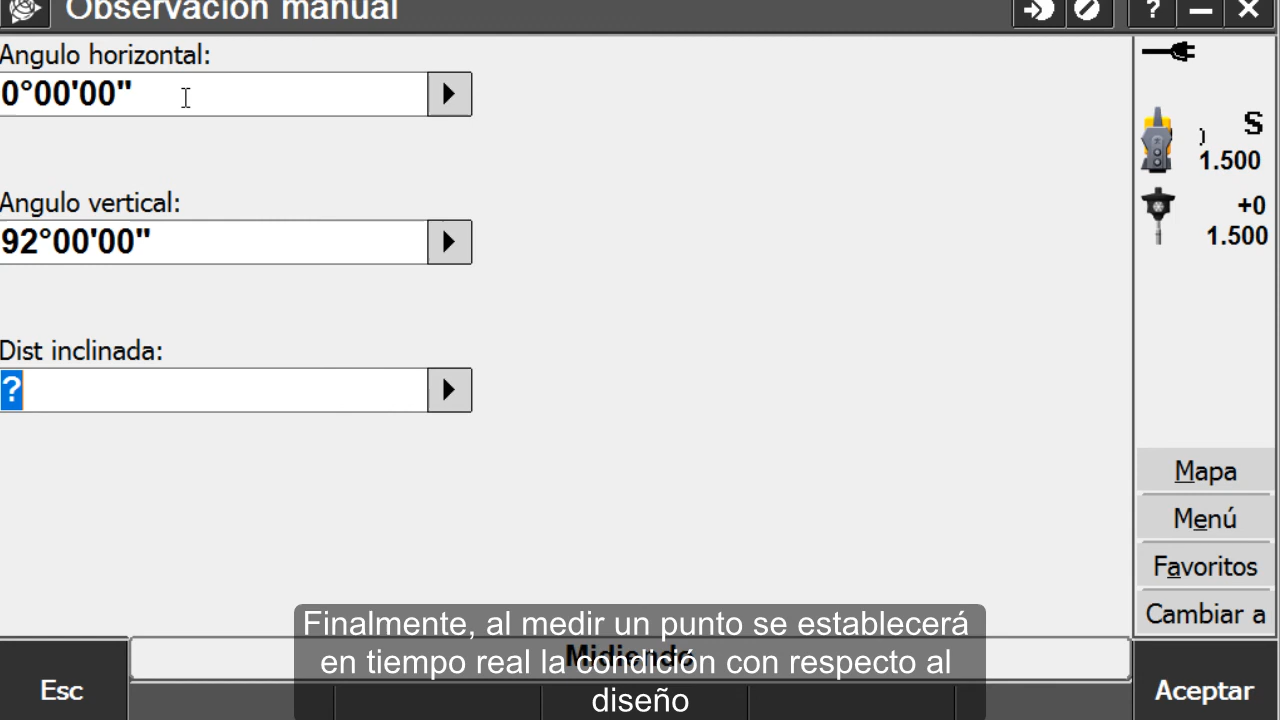 Observación manual
?
Angulo horizontal:
0°00'00"
S
1.500
Angulo vertical:
+0
1.500
92°00'00"
Dist inclinada:
?
Mapa
Menú
Favoritos
Cambiar a
Midiendo
Finalmente, al medir un punto se establecerá
en tiempo real la condición con respecto al
diseño
Esc
Aceptar